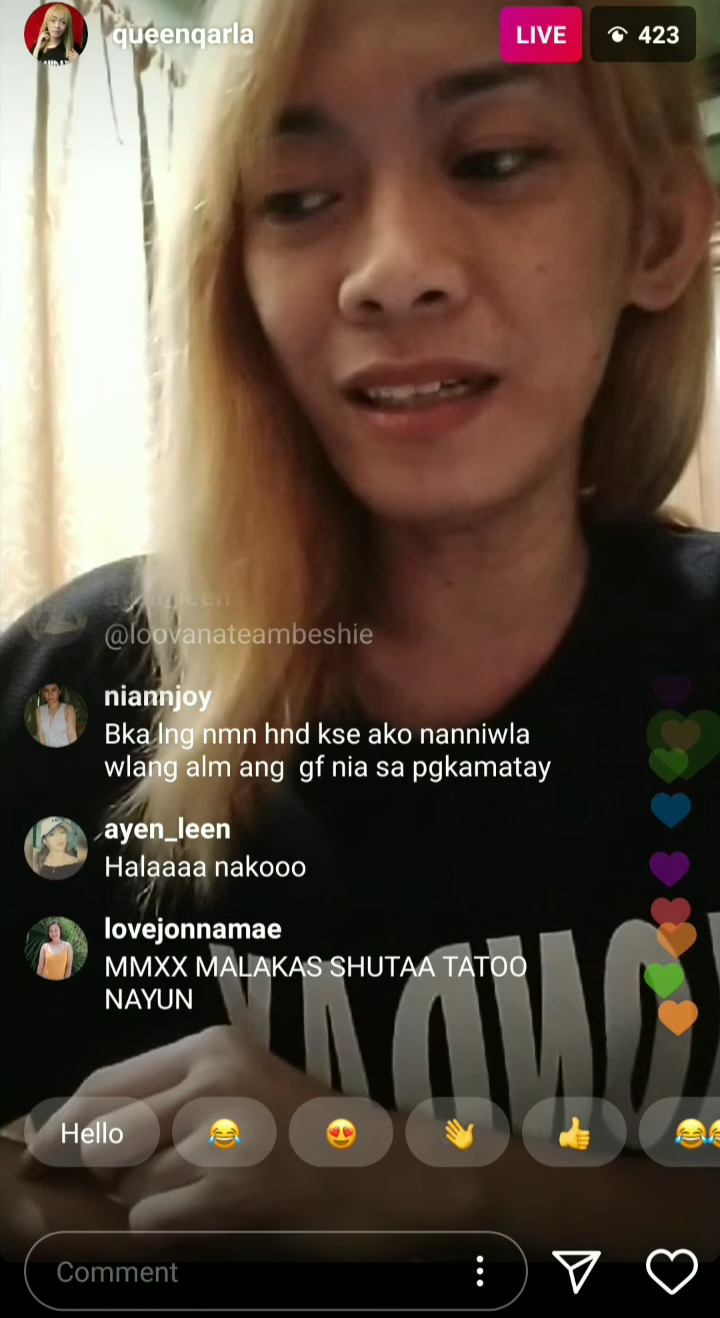 queenqarla
LIVE
423
@loovanateambeshie
niannjoy
Bka lng nmn hnd kse ako nanniwla
wlang alm ang gf nia sa pgkamatay
ayen_leen
Halaaaa nakooo
lovejonnamae
MMXX MALAKAS SHUTAA TATOO
NAYUN
Hello
Comment